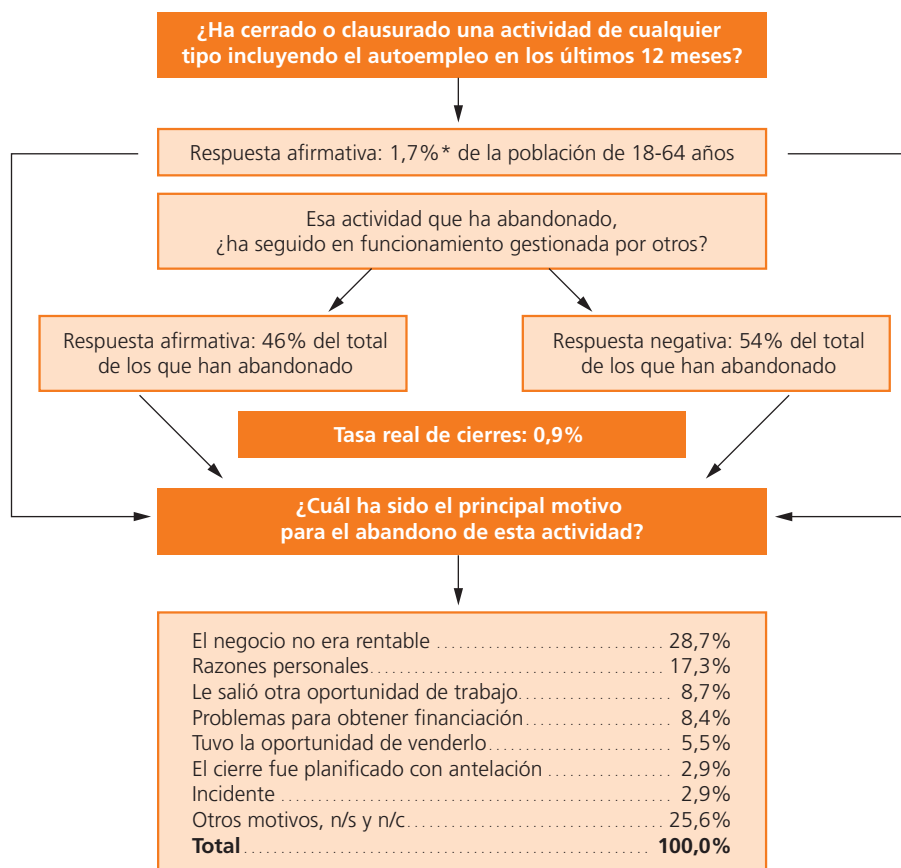 ¿Ha cerrado o clausurado una actividad de cualquier
tipo incluyendo el autoempleo en los últimos 12 meses?
Respuesta afirmativa: 1,7%* de la población de 18-64 años
Esa actividad que ha abandonado,
¿ha seguido en funcionamiento gestionada por otros?
Respuesta afirmativa: 46% del total
de los que han abandonado
Respuesta negativa: 54% del total
de los que han abandonado
Tasa real de cierres: 0,9%
¿Cuál ha sido el principal motivo
para el abandono de esta actividad?
El negocio no era rentable 28,7%
Razones personales 17,3%
Le salió otra oportunidad de trabajo 8,7%
Problemas para obtener financiación 8,4%
Tuvo la oportunidad de venderlo 5,5%
El cierre fue planificado con antelación 2,9%
Incidente 2,9%
Otros motivos, n/s y n/c 25,6%
Total 100,0%